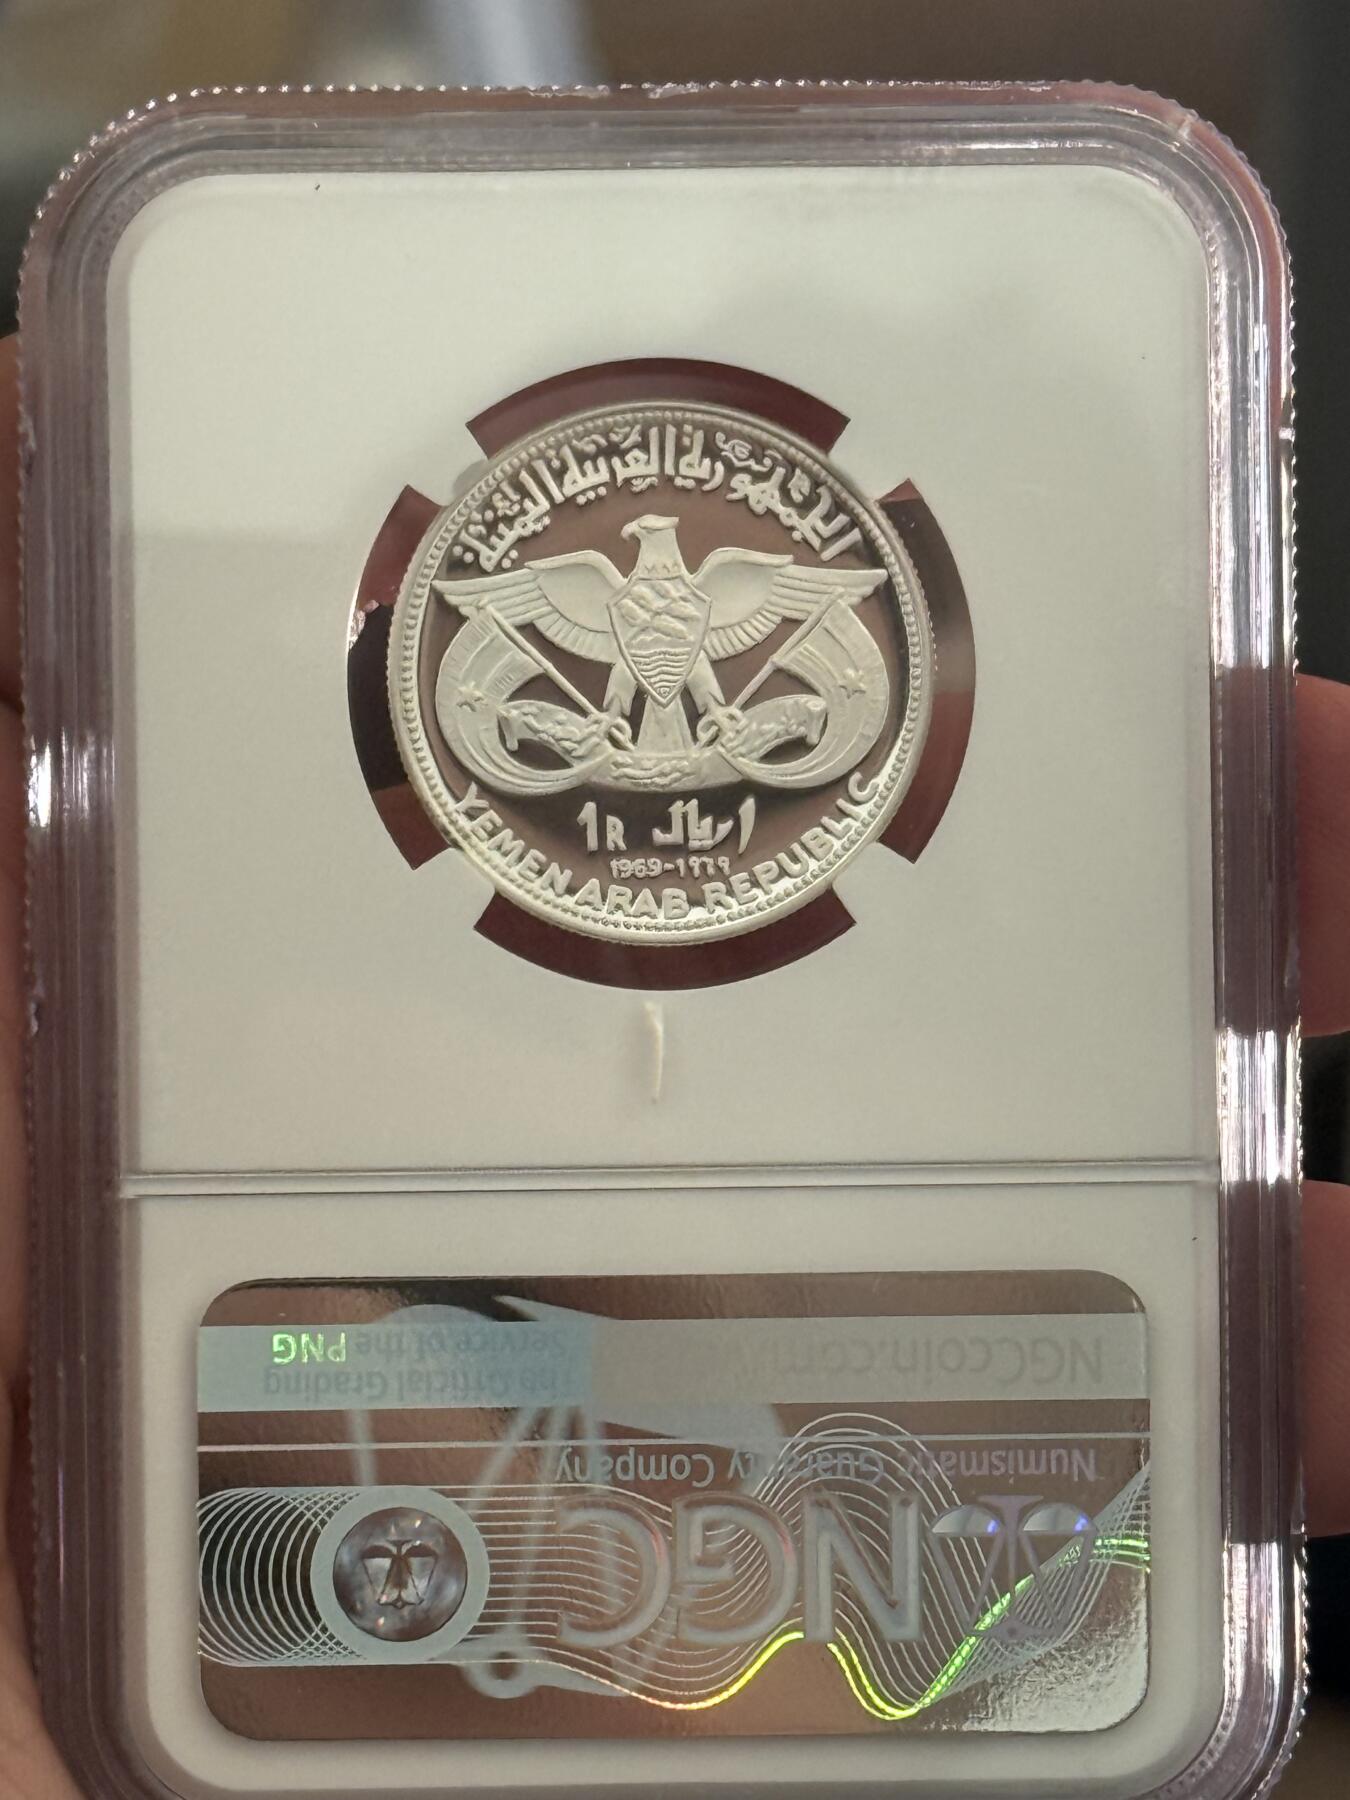 الجمهورية العربية اليمنية
1R ١ ريال
1969-١٩٦٩
YEMEN ARAB REPUBLIC
NGC
Numismatic Guaranty Company
NGCcoin.com
The Official Grading
Service of the PNG